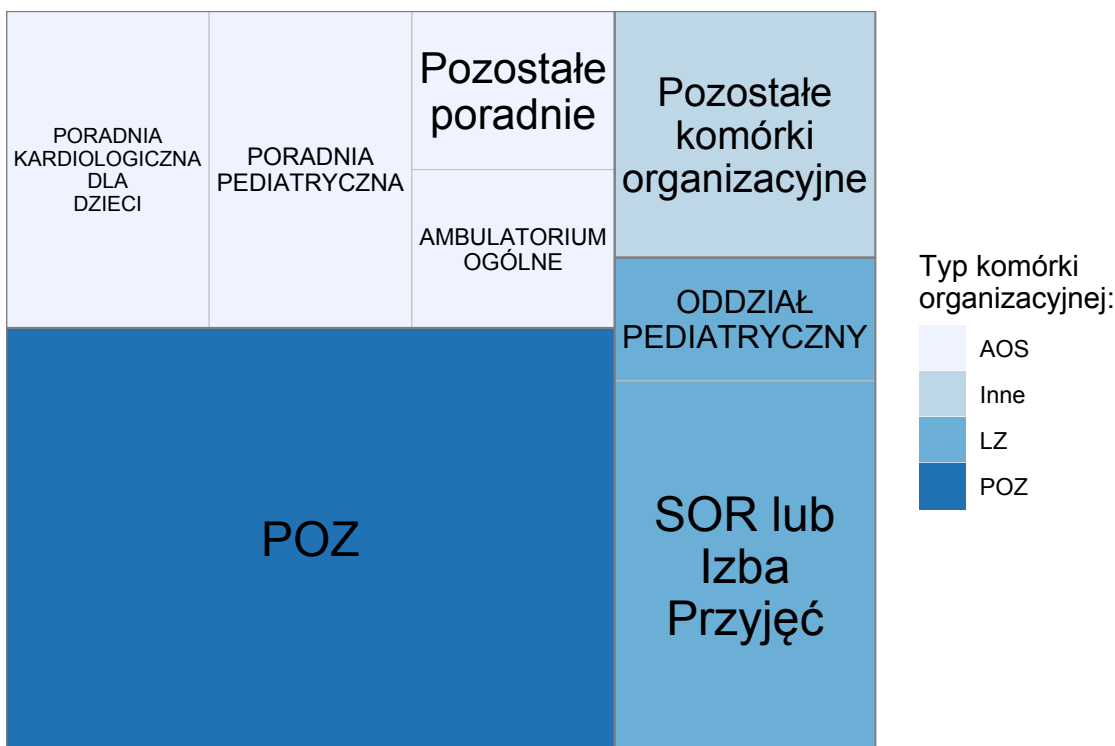 PORADNIA
KARDIOLOGICZNA
DLA
DZIECI
PORADNIA
PEDIATRYCZNA
Pozostałe
poradnie
AMBULATORIUM
OGÓLNE
Pozostałe
komórki
organizacyjne
ODDZIAŁ
PEDIATRYCZNY
POZ
SOR lub
Izba
Przyjęć
Typ komórki
organizacyjnej:
AOS
Inne
LZ
POZ